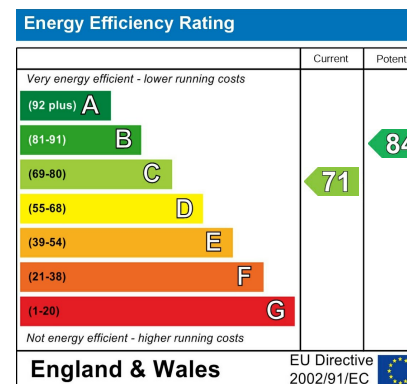 Energy Efficiency Rating
Current Potent
Very energy efficient - lower running costs
(92 plus) A
(81-91) B
84
(69-80) C
71
(55-68) D
(39-54) E
(21-38) F
(1-20) G
Not energy efficient - higher running costs
England & Wales
EU Directive
2002/91/EC